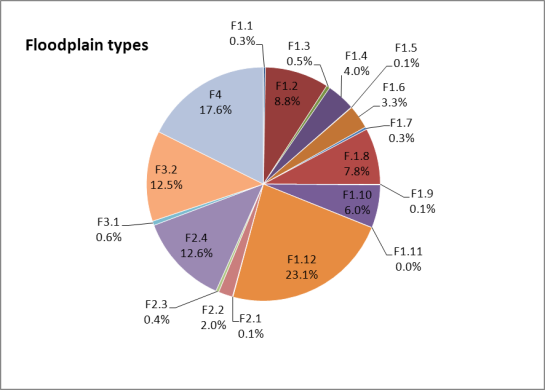 Floodplain types
F1.1
0.3%
F1.2
8.8%
F1.3
0.5%
F1.4
4.0%
F1.5
0.1%
F1.6
3.3%
F1.7
0.3%
F.1.8
7.8%
F1.9
0.1%
F1.10
6.0%
F1.11
0.0%
F1.12
23.1%
F2.1
0.1%
F2.2
2.0%
F2.3
0.4%
F2.4
12.6%
F3.1
0.6%
F3.2
12.5%
F4
17.6%